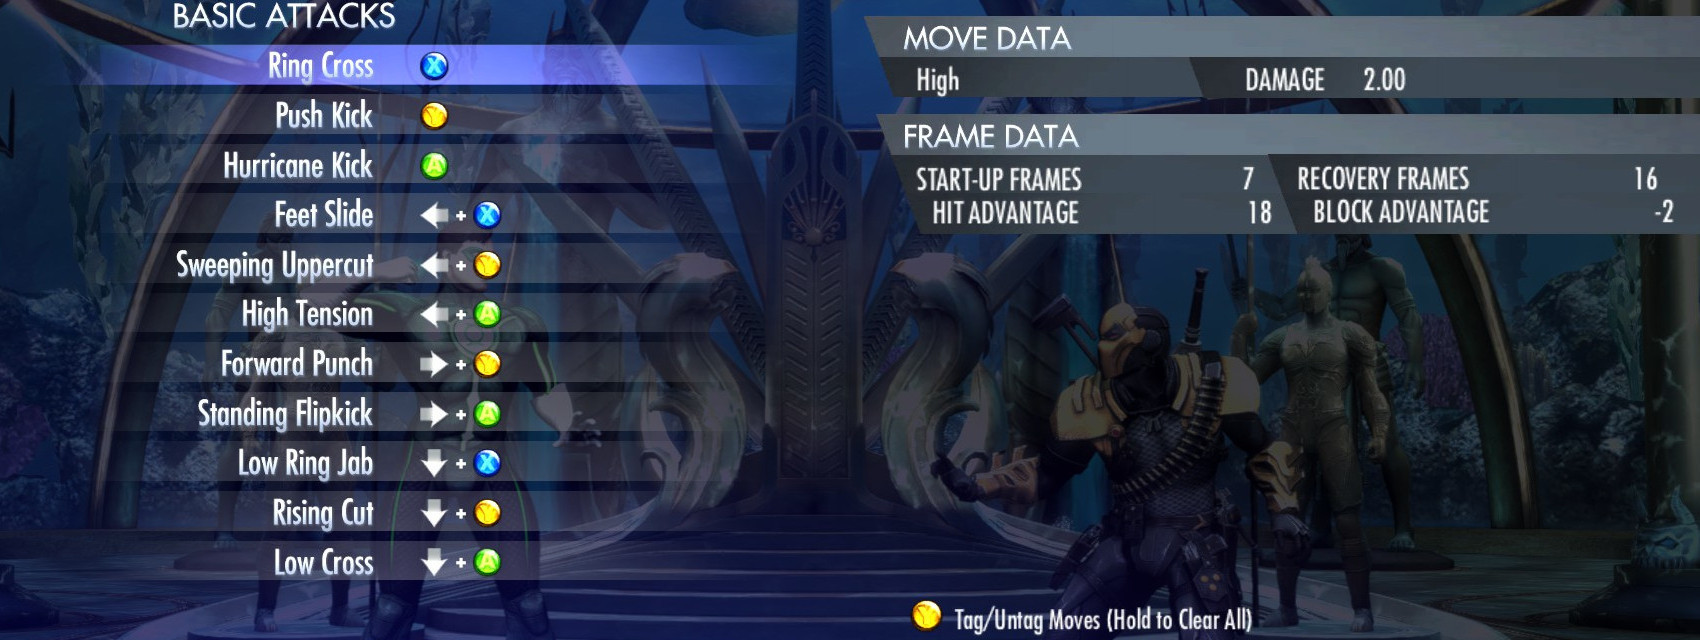 BASIC ATTACKS
Ring Cross X
Push Kick Y
Hurricane Kick A
Feet Slide + X
Sweeping Uppercut + Y
High Tension + A
Forward Punch + Y
Standing Flipkick + A
Low Ring Jab + X
Rising Cut + Y
Low Cross + A
MOVE DATA
High DAMAGE 2.00
FRAME DATA
START-UP FRAMES 7 RECOVERY FRAMES 16
HIT ADVANTAGE 18 BLOCK ADVANTAGE -2
Y Tag/Untag Moves (Hold to Clear All)